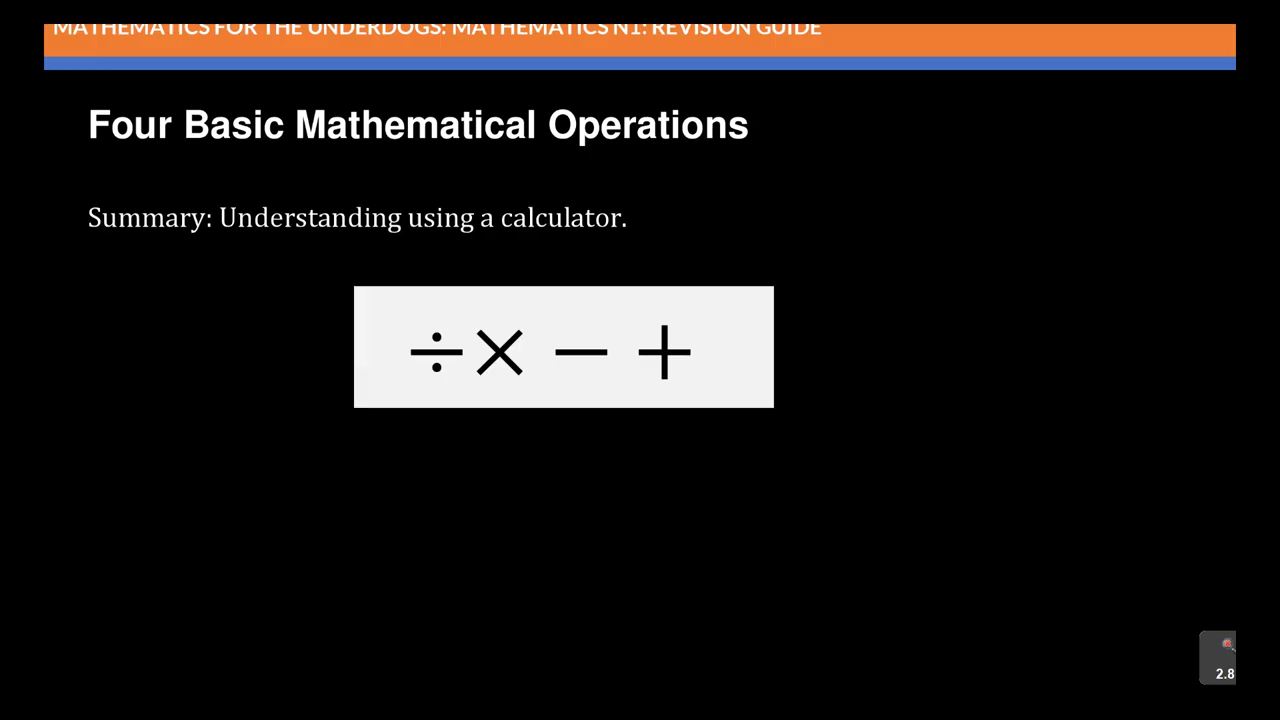 MATHEMATICS FOR THE UNDERDOGS: MATHEMATICS N1: REVISION GUIDE
Four Basic Mathematical Operations
Summary: Understanding using a calculator.
÷ × − +
2.8